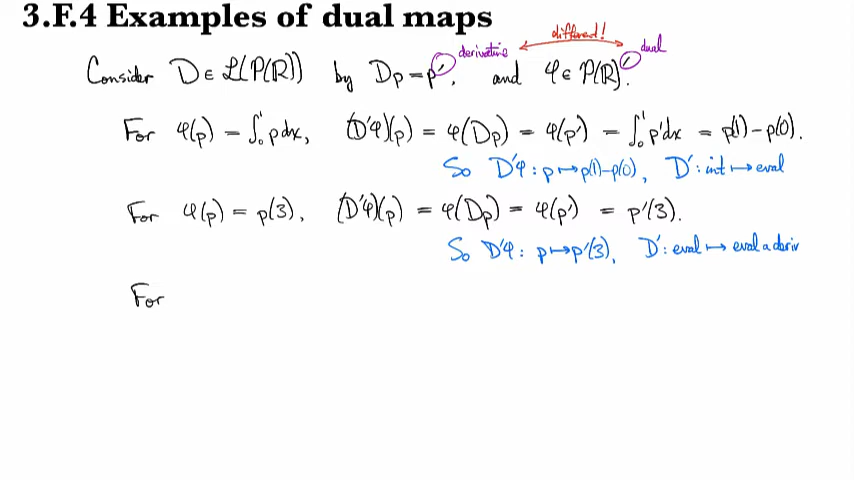 3.F.4 Examples of dual maps
different!
derivative dual
Consider D ∈ L(P(R)) by Dp = p', and φ ∈ P(R)'.
For φ(p) = ∫₀¹ p dx, (D'φ)(p) = φ(Dp) = φ(p') = ∫₀¹ p' dx = p(1) - p(0).
So D'φ : p ↦ p(1) - p(0), D' : int ↦ eval
For φ(p) = p(3), (D'φ)(p) = φ(Dp) = φ(p') = p'(3).
So D'φ : p ↦ p'(3), D' : eval ↦ eval a deriv
For